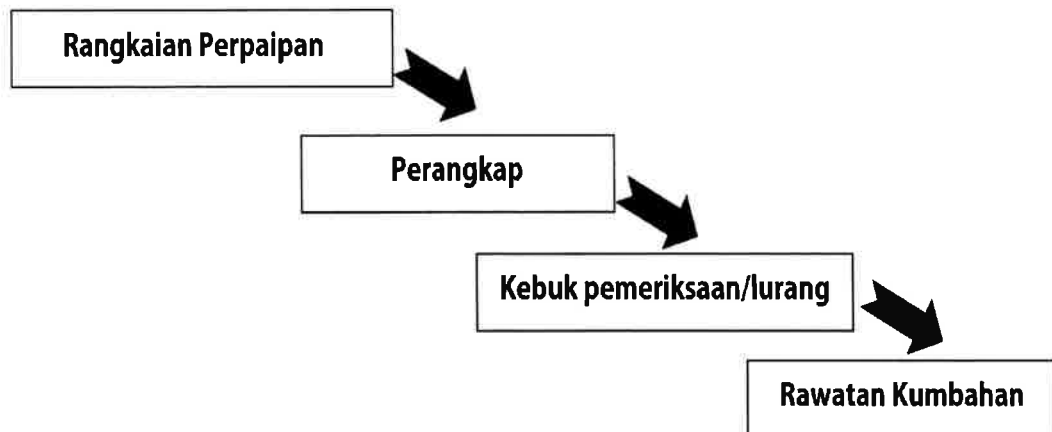 Rangkaian Perpaipan
Perangkap
Kebuk pemeriksaan/lurang
Rawatan Kumbahan